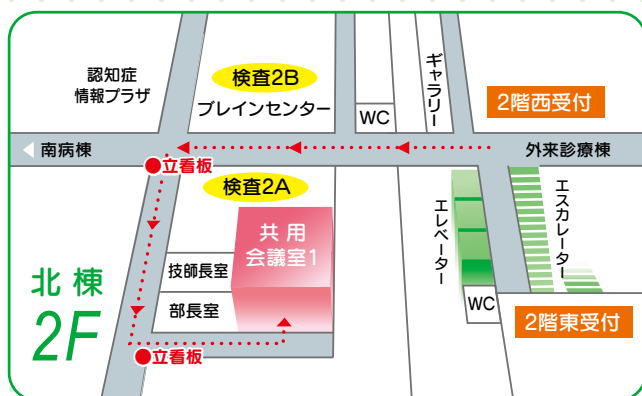 認知症
情報プラザ
検査2B
ブレインセンター
WC
ギャラリー
2階西受付
南病棟
外来診療棟
立看板
検査2A
共用
会議室1
技師長室
部長室
エレベーター
エスカレーター
WC
2階東受付
北棟
2F
立看板